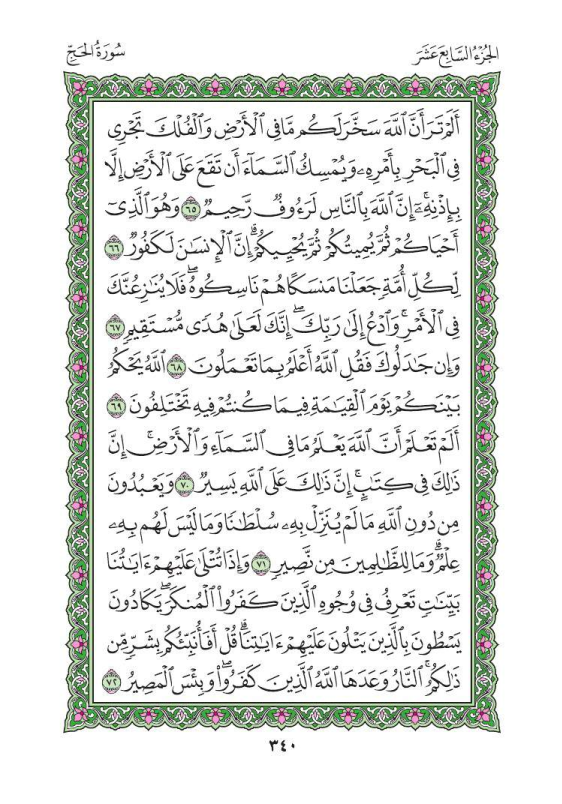 الجُزْءُ السَّابِعَ عَشَرَ
سُورَةُ الحَجِّ
أَلَمْ تَرَ أَنَّ ٱللَّهَ سَخَّرَ لَكُم مَّا فِى ٱلْأَرْضِ وَٱلْفُلْكَ تَجْرِى
فِى ٱلْبَحْرِ بِأَمْرِهِۦ وَيُمْسِكُ ٱلسَّمَآءَ أَن تَقَعَ عَلَى ٱلْأَرْضِ إِلَّا
بِإِذْنِهِۦٓ ۗ إِنَّ ٱللَّهَ بِٱلنَّاسِ لَرَءُوفٌ رَّحِيمٌ ٦٥ وَهُوَ ٱلَّذِىٓ
أَحْيَاكُمْ ثُمَّ يُمِيتُكُمْ ثُمَّ يُحْيِيكُمْ ۗ إِنَّ ٱلْإِنسَـٰنَ لَكَفُورٌ ٦٦
لِّكُلِّ أُمَّةٍ جَعَلْنَا مَنسَكًا هُمْ نَاسِكُوهُ ۖ فَلَا يُنَـٰزِعُنَّكَ
فِى ٱلْأَمْرِ ۚ وَٱدْعُ إِلَىٰ رَبِّكَ ۖ إِنَّكَ لَعَلَىٰ هُدًى مُّسْتَقِيمٍ ٦٧
وَإِن جَـٰدَلُوكَ فَقُلِ ٱللَّهُ أَعْلَمُ بِمَا تَعْمَلُونَ ٦٨ ٱللَّهُ يَحْكُمُ
بَيْنَكُمْ يَوْمَ ٱلْقِيَـٰمَةِ فِيمَا كُنتُمْ فِيهِ تَخْتَلِفُونَ ٦٩
أَلَمْ تَعْلَمْ أَنَّ ٱللَّهَ يَعْلَمُ مَا فِى ٱلسَّمَآءِ وَٱلْأَرْضِ ۗ إِنَّ
ذَٰلِكَ فِى كِتَـٰبٍ ۚ إِنَّ ذَٰلِكَ عَلَى ٱللَّهِ يَسِيرٌ ٧٠ وَيَعْبُدُونَ
مِن دُونِ ٱللَّهِ مَا لَمْ يُنَزِّلْ بِهِۦ سُلْطَـٰنًا وَمَا لَيْسَ لَهُم بِهِۦ
عِلْمٌ ۗ وَمَا لِلظَّـٰلِمِينَ مِن نَّصِيرٍ ٧١ وَإِذَا تُتْلَىٰ عَلَيْهِمْ ءَايَـٰتُنَا
بَيِّنَـٰتٍ تَعْرِفُ فِى وُجُوهِ ٱلَّذِينَ كَفَرُوا۟ ٱلْمُنكَرَ ۖ يَكَادُونَ
يَسْطُونَ بِٱلَّذِينَ يَتْلُونَ عَلَيْهِمْ ءَايَـٰتِنَا ۗ قُلْ أَفَأُنَبِّئُكُم بِشَرٍّ مِّن
ذَٰلِكُمُ ۗ ٱلنَّارُ وَعَدَهَا ٱللَّهُ ٱلَّذِينَ كَفَرُوا۟ ۖ وَبِئْسَ ٱلْمَصِيرُ ٧٢
٣٤٠